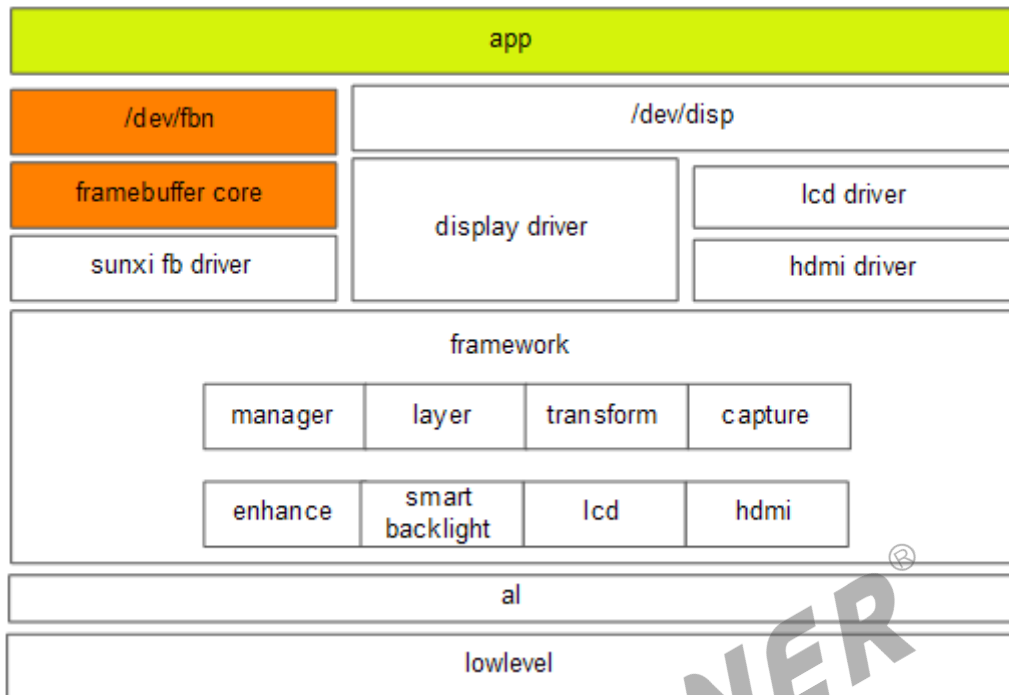 app
/dev/fbn
/dev/disp
framebuffer core
display driver
lcd driver
sunxi fb driver
hdmi driver
framework
manager
layer
transform
capture
enhance
smart
backlight
lcd
hdmi
al
lowlevel
NER®